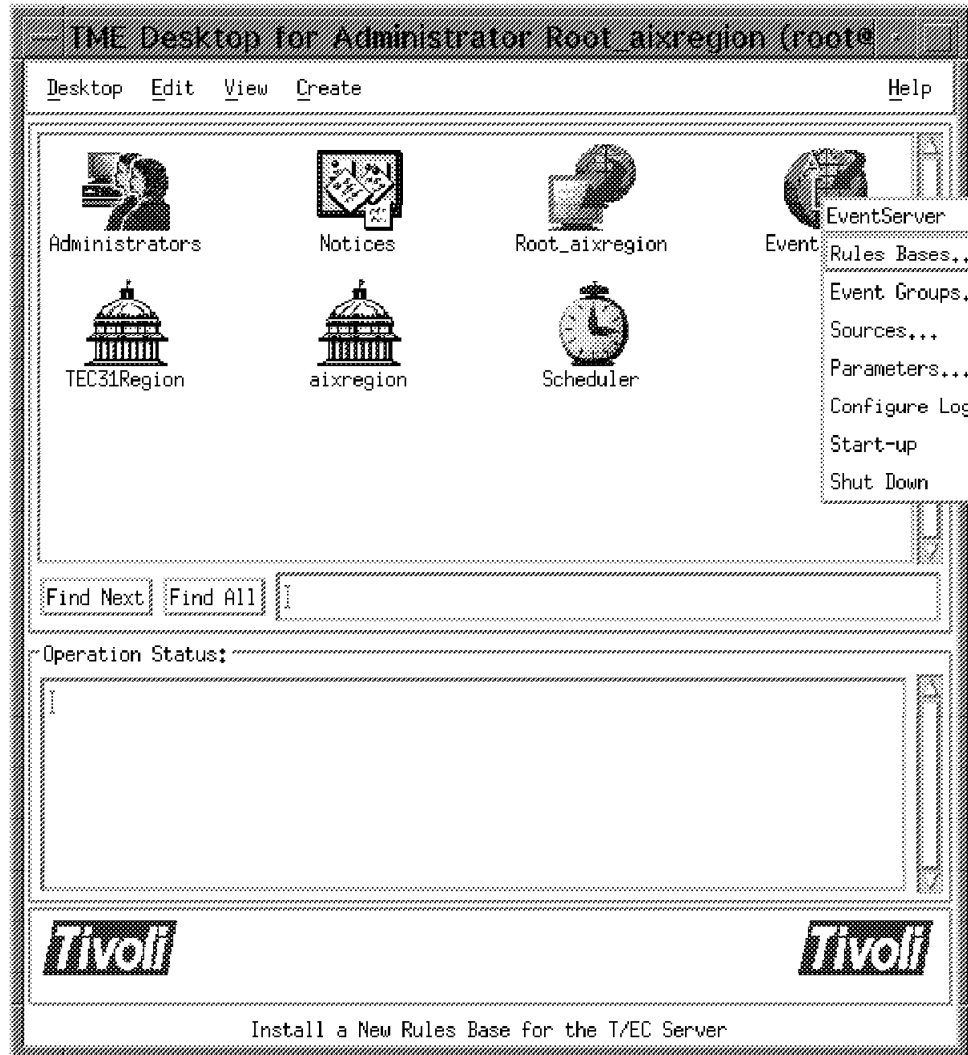 TME Desktop for Administrator Root_aixregion (root@
Desktop Edit View Create Help
Administrators Notices Root_aixregion Event
TEC31Region aixregion Scheduler
EventServer
Rules Bases..
Event Groups.
Sources...
Parameters...
Configure Log
Start-up
Shut Down
Find Next Find All
Operation Status:
Tivoli Tivoli
Install a New Rules Base for the T/EC Server